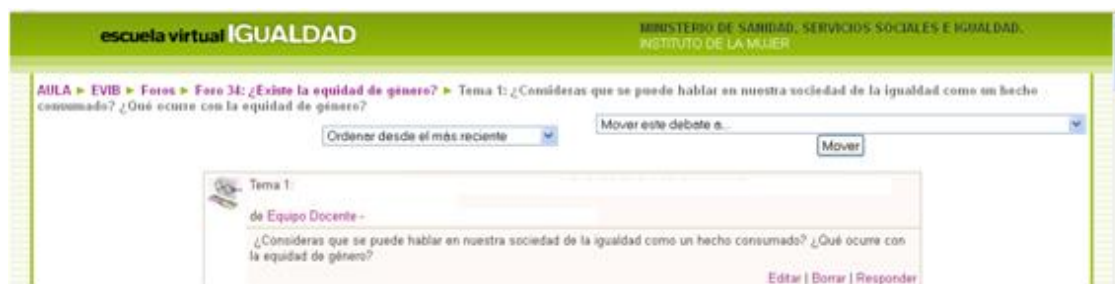 escuela virtual IGUALDAD
MINISTERIO DE SANIDAD, SERVICIOS SOCIALES E IGUALDAD.
INSTITUTO DE LA MUJER
AULA ► EVIB ► Foros ► Foro 34: ¿Existe la equidad de género? ► Tema 1: ¿Consideras que se puede hablar en nuestra sociedad de la igualdad como un hecho
consumado? ¿Qué ocurre con la equidad de género?
Ordenar desde el más reciente
Mover este debate a...
Mover
Tema 1:
de Equipo Docente -
¿Consideras que se puede hablar en nuestra sociedad de la igualdad como un hecho consumado? ¿Qué ocurre con
la equidad de género?
Editar | Borrar | Responder